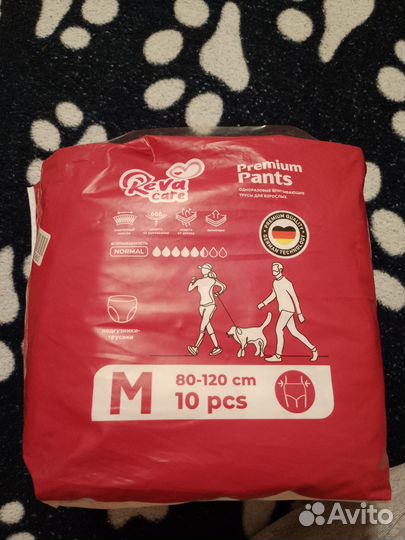 Reva
care
Premium
Pants
ОДНОРАЗОВЫЕ ВПИТЫВАЮЩИЕ
ТРУСЫ ДЛЯ ВЗРОСЛЫХ
PREMIUM QUALITY
GERMAN TECHNOLOGY
ВПИТЫВАЕМОСТЬ
NORMAL
подгузники-
трусики
M
80-120 cm
10 pcs
Avito